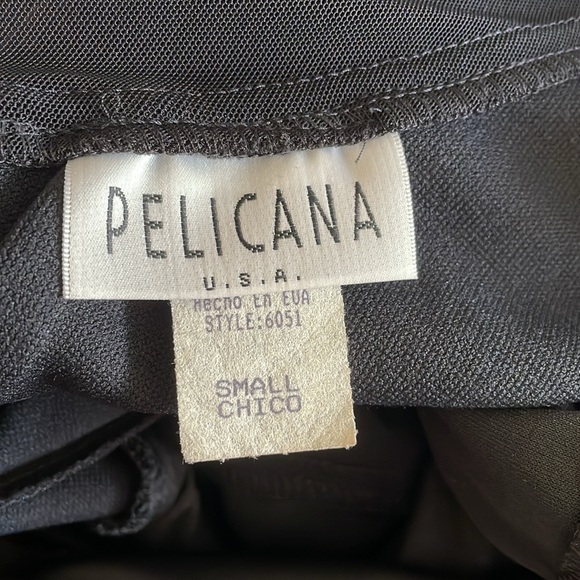 PELICANA
U.S.A.
HECHO EN EUA
STYLE:6051
SMALL
CHICO